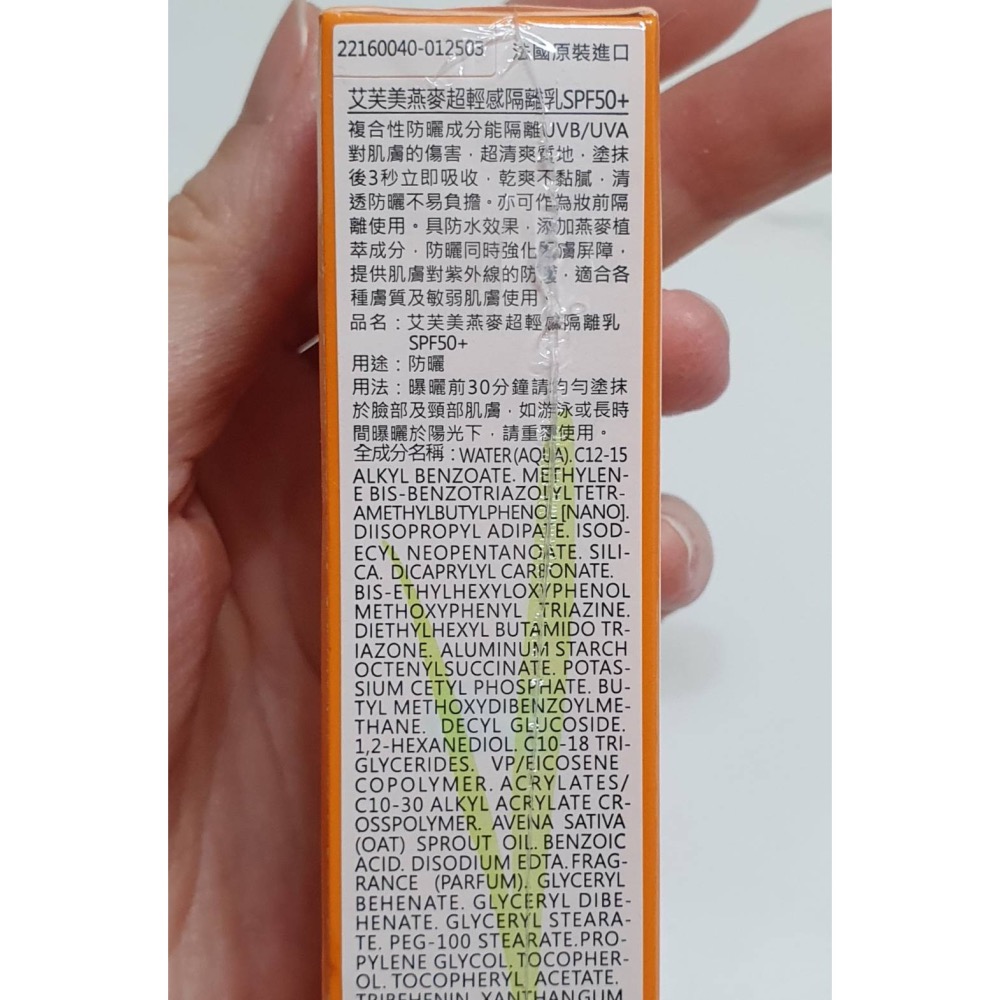 22160040-012503 法國原裝進口
艾芙美燕麥超輕感隔離乳SPF50+
複合性防曬成分能隔離UVB/UVA
對肌膚的傷害，超清爽質地，塗抹
後3秒立即吸收，乾爽不黏膩，清
透防曬不易負擔。亦可作為妝前隔
離使用。具防水效果，添加燕麥植
萃成分，防曬同時強化肌膚屏障，
提供肌膚對紫外線的防護，適合各
種膚質及敏弱肌膚使用。
品名：艾芙美燕麥超輕感隔離乳
SPF50+
用途：防曬
用法：曝曬前30分鐘請均勻塗抹
於臉部及頸部肌膚，如游泳或長時
間曝曬於陽光下，請重覆使用。
全成分名稱：WATER(AQUA).C12-15
ALKYL BENZOATE. METHYLEN-
E BIS-BENZOTRIAZOLYLTETR-
AMETHYLBUTYLPHENOL[NANO].
DIISOPROPYL ADIPATE. ISOD-
ECYL NEOPENTANOATE. SILI-
CA. DICAPRYLYL CARBONATE.
BIS-ETHYLHEXYLOXYPHENOL
METHOXYPHENYL TRIAZINE.
DIETHYLHEXYL BUTAMIDO TR-
IAZONE. ALUMINUM STARCH
OCTENYLSUCCINATE. POTAS-
SIUM CETYL PHOSPHATE. BU-
TYL METHOXYDIBENZOYLME-
THANE. DECYL GLUCOSIDE.
1,2-HEXANEDIOL. C10-18 TRI-
GLYCERIDES. VP/EICOSENE
COPOLYMER. ACRYLATES/
C10-30 ALKYL ACRYLATE CR-
OSSPOLYMER. AVENA SATIVA
(OAT) SPROUT OIL. BENZOIC
ACID. DISODIUM EDTA.FRAG-
RANCE (PARFUM). GLYCERYL
BEHENATE. GLYCERYL DIBE-
HENATE. GLYCERYL STEARA-
TE. PEG-100 STEARATE.PRO-
PYLENE GLYCOL.TOCOPHER-
OL. TOCOPHERYL ACETATE.
TRIBEHENIN. XANTHAN GUM